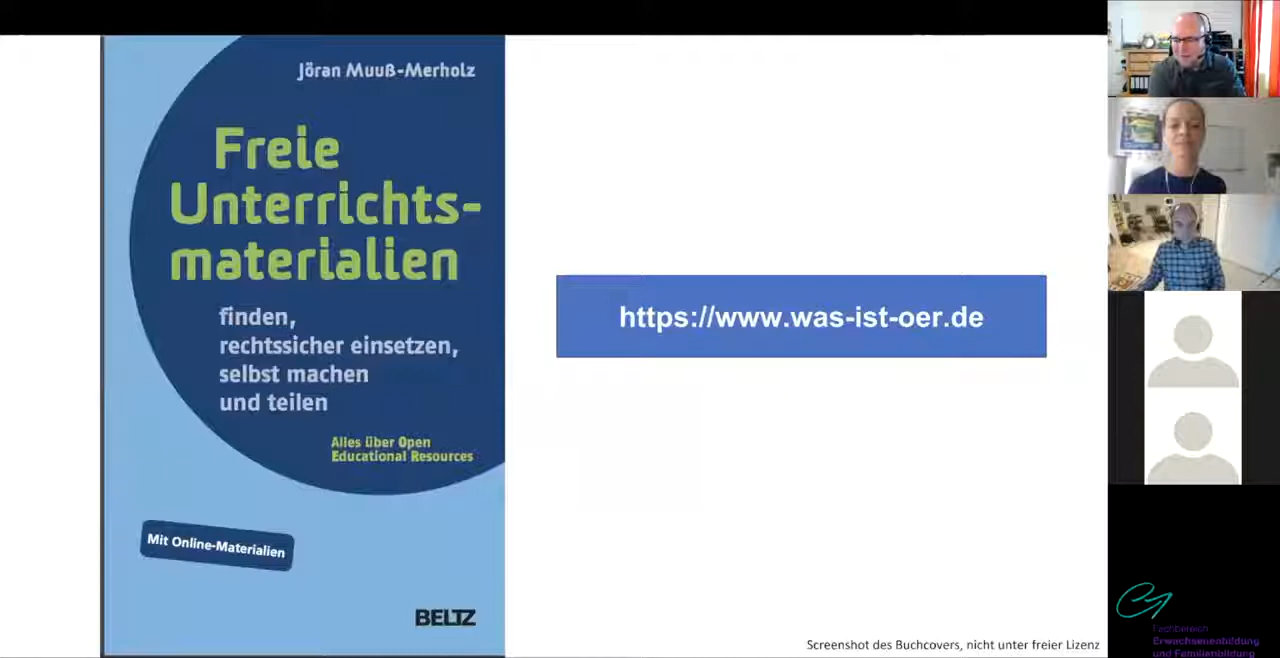 Jöran Muuß-Merholz
Freie
Unterrichts-
materialien
finden,
rechtssicher einsetzen,
selbst machen
und teilen
Alles über Open
Educational Resources
Mit Online-Materialien
BELTZ
https://www.was-ist-oer.de
Screenshot des Buchcovers, nicht unter freier Lizenz
Fachbereich
Erwachsenenbildung
und Familienbildung